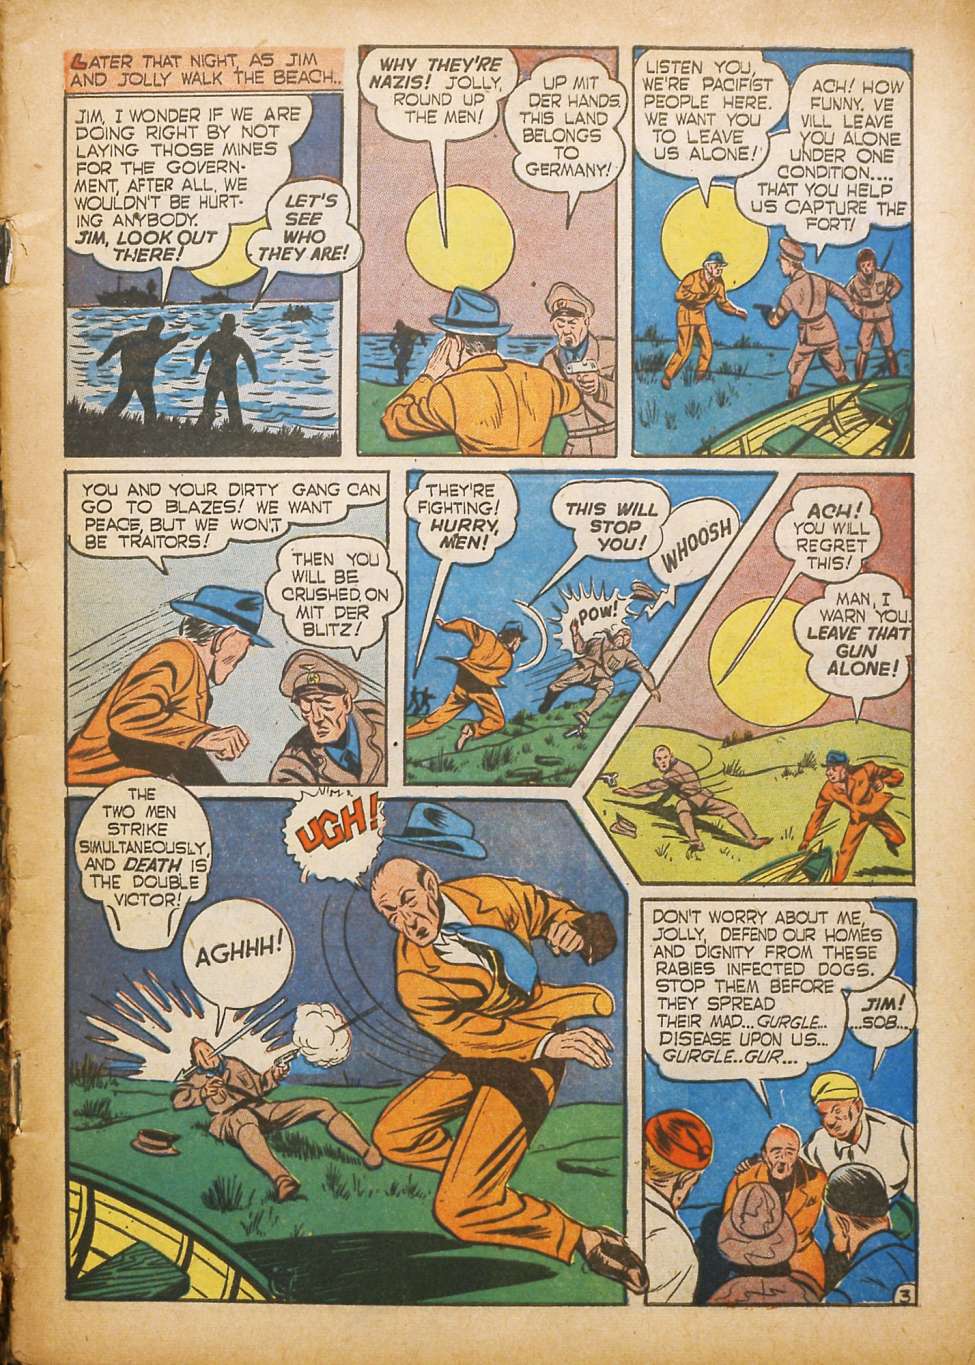 LATER THAT NIGHT, AS JIM
AND JOLLY WALK THE BEACH..
JIM, I WONDER IF WE ARE
DOING RIGHT BY NOT
LAYING THOSE MINES
FOR THE GOVERN-
MENT, AFTER ALL, WE
WOULDN'T BE HURT-
ING ANYBODY.
JIM, LOOK OUT
THERE!
LET'S
SEE
WHO
THEY ARE!
WHY THEY'RE
NAZIS! JOLLY,
ROUND UP
THE MEN!
UP MIT
DER HANDS,
THIS LAND
BELONGS
TO
GERMANY!
LISTEN YOU,
WE'RE PACIFIST
PEOPLE HERE.
WE WANT YOU
TO LEAVE
US ALONE!
ACH! HOW
FUNNY, VE
VILL LEAVE
YOU ALONE
UNDER ONE
CONDITION....
THAT YOU HELP
US CAPTURE THE
FORT!
YOU AND YOUR DIRTY GANG CAN
GO TO BLAZES! WE WANT
PEACE, BUT WE WON'T
BE TRAITORS!
THEN YOU
WILL BE
CRUSHED, ON
MIT DER
BLITZ!
THEY'RE
FIGHTING!
HURRY,
MEN!
THIS WILL
STOP
YOU!
WHOOSH
POW!
ACH!
YOU WILL
REGRET
THIS!
MAN, I
WARN YOU.
LEAVE THAT
GUN
ALONE!
THE
TWO MEN
STRIKE
SIMULTANEOUSLY,
AND DEATH IS
THE DOUBLE
VICTOR!
UGH!
AGHHH!
DON'T WORRY ABOUT ME,
JOLLY, DEFEND OUR HOMES
AND DIGNITY FROM THESE
RABIES INFECTED DOGS.
STOP THEM BEFORE
THEY SPREAD
THEIR MAD... GURGLE...
DISEASE UPON US...
GURGLE..GUR...
JIM!
...SOB...
3